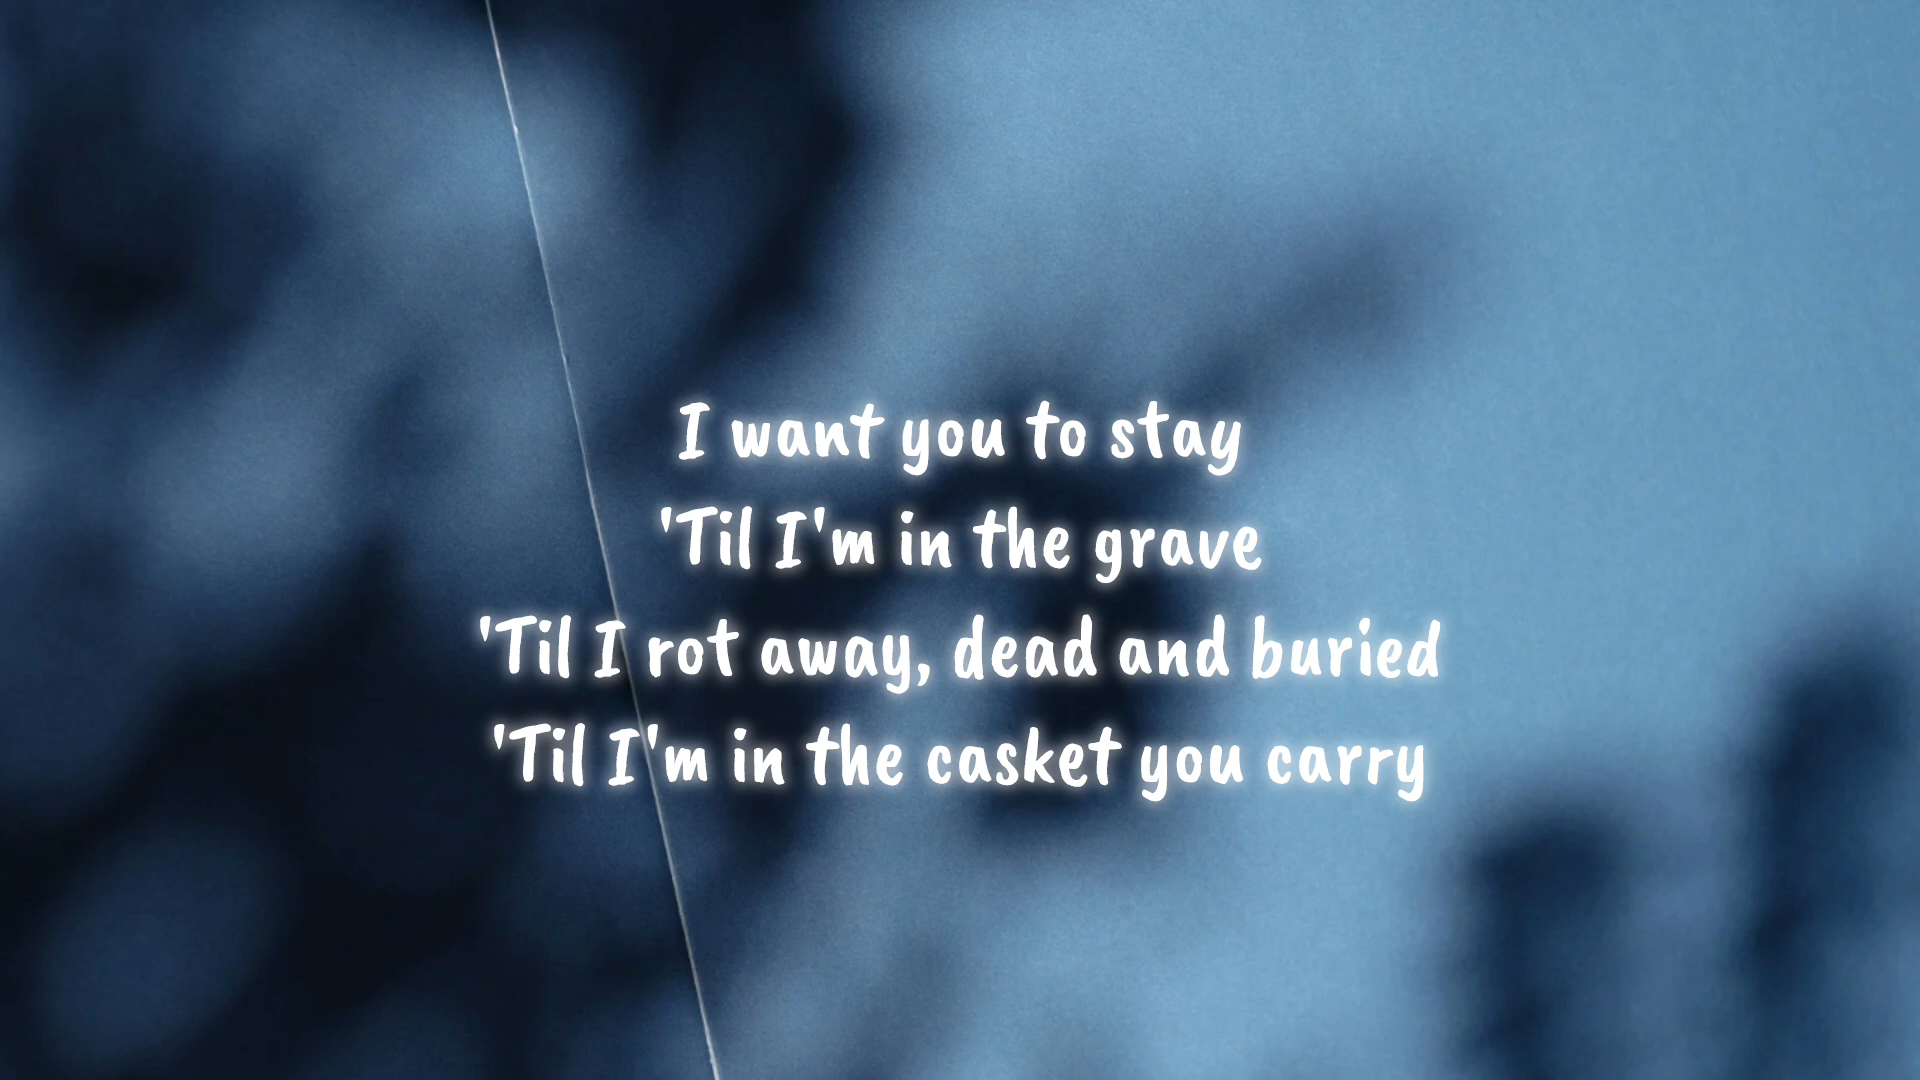 I want you to stay
'Til I'm in the grave
'Til I rot away, dead and buried
'Til I'm in the casket you carry